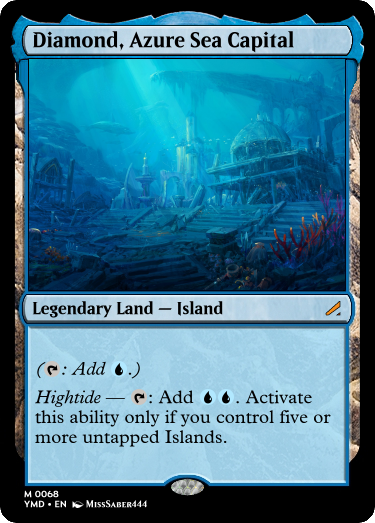 Diamond, Azure Sea Capital
Legendary Land — Island
(T: Add U.)
Hightide — T: Add UU. Activate
this ability only if you control five or
more untapped Islands.
M 0068
YMD • EN MissSaber444